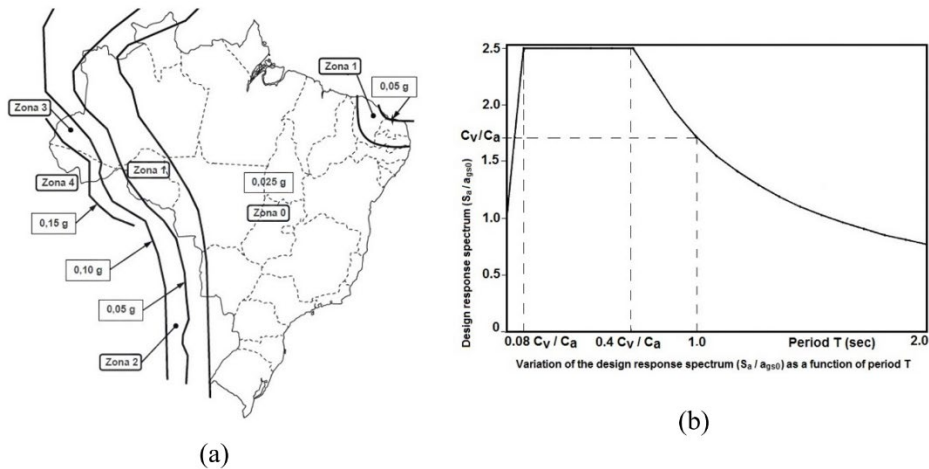 Zona 1
0,05 g
Zona 3
Zona 4
Zona 1
0,025 g
Zona 0
0,15 g
0,10 g
0,05 g
Zona 2
(a)
Design response spectrum (Sa / ags0)
2.5
2.0
Cv/Ca
1.5
1.0
0.5
0
0.08 Cv / Ca
0.4 Cv / Ca
1.0
Period T (sec)
2.0
Variation of the design response spectrum (Sa / ags0) as a function of period T
(b)